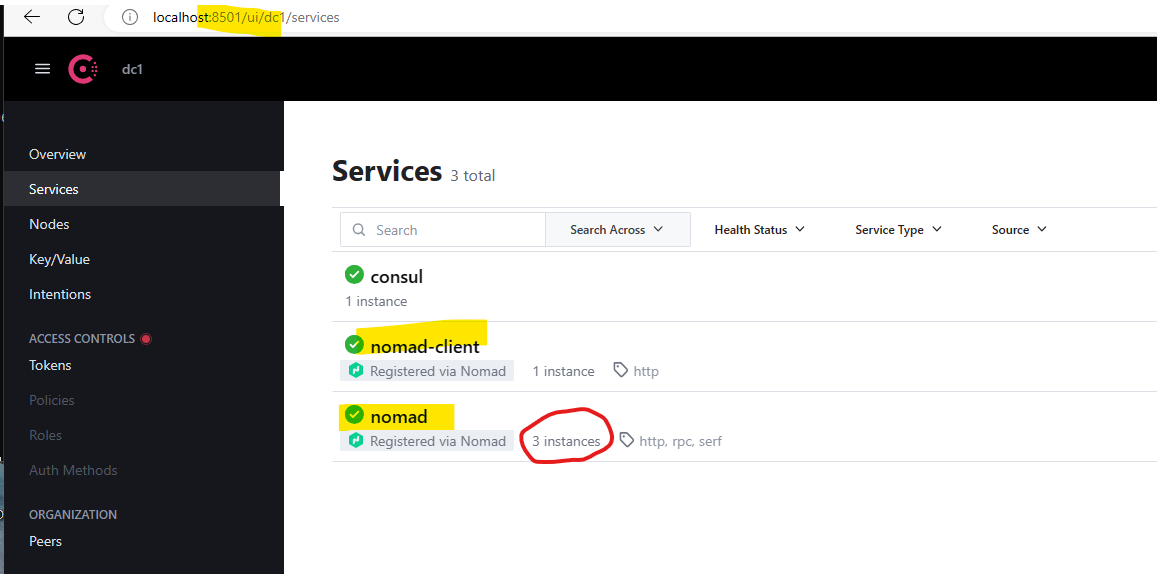 localhost:8501/ui/dc1/services
dc1
Overview
Services
Nodes
Key/Value
Intentions
ACCESS CONTROLS
Tokens
Policies
Roles
Auth Methods
ORGANIZATION
Peers
Services 3 total
Search Search Across Health Status Service Type Source
consul
1 instance
nomad-client
Registered via Nomad 1 instance http
nomad
Registered via Nomad 3 instances http, rpc, serf